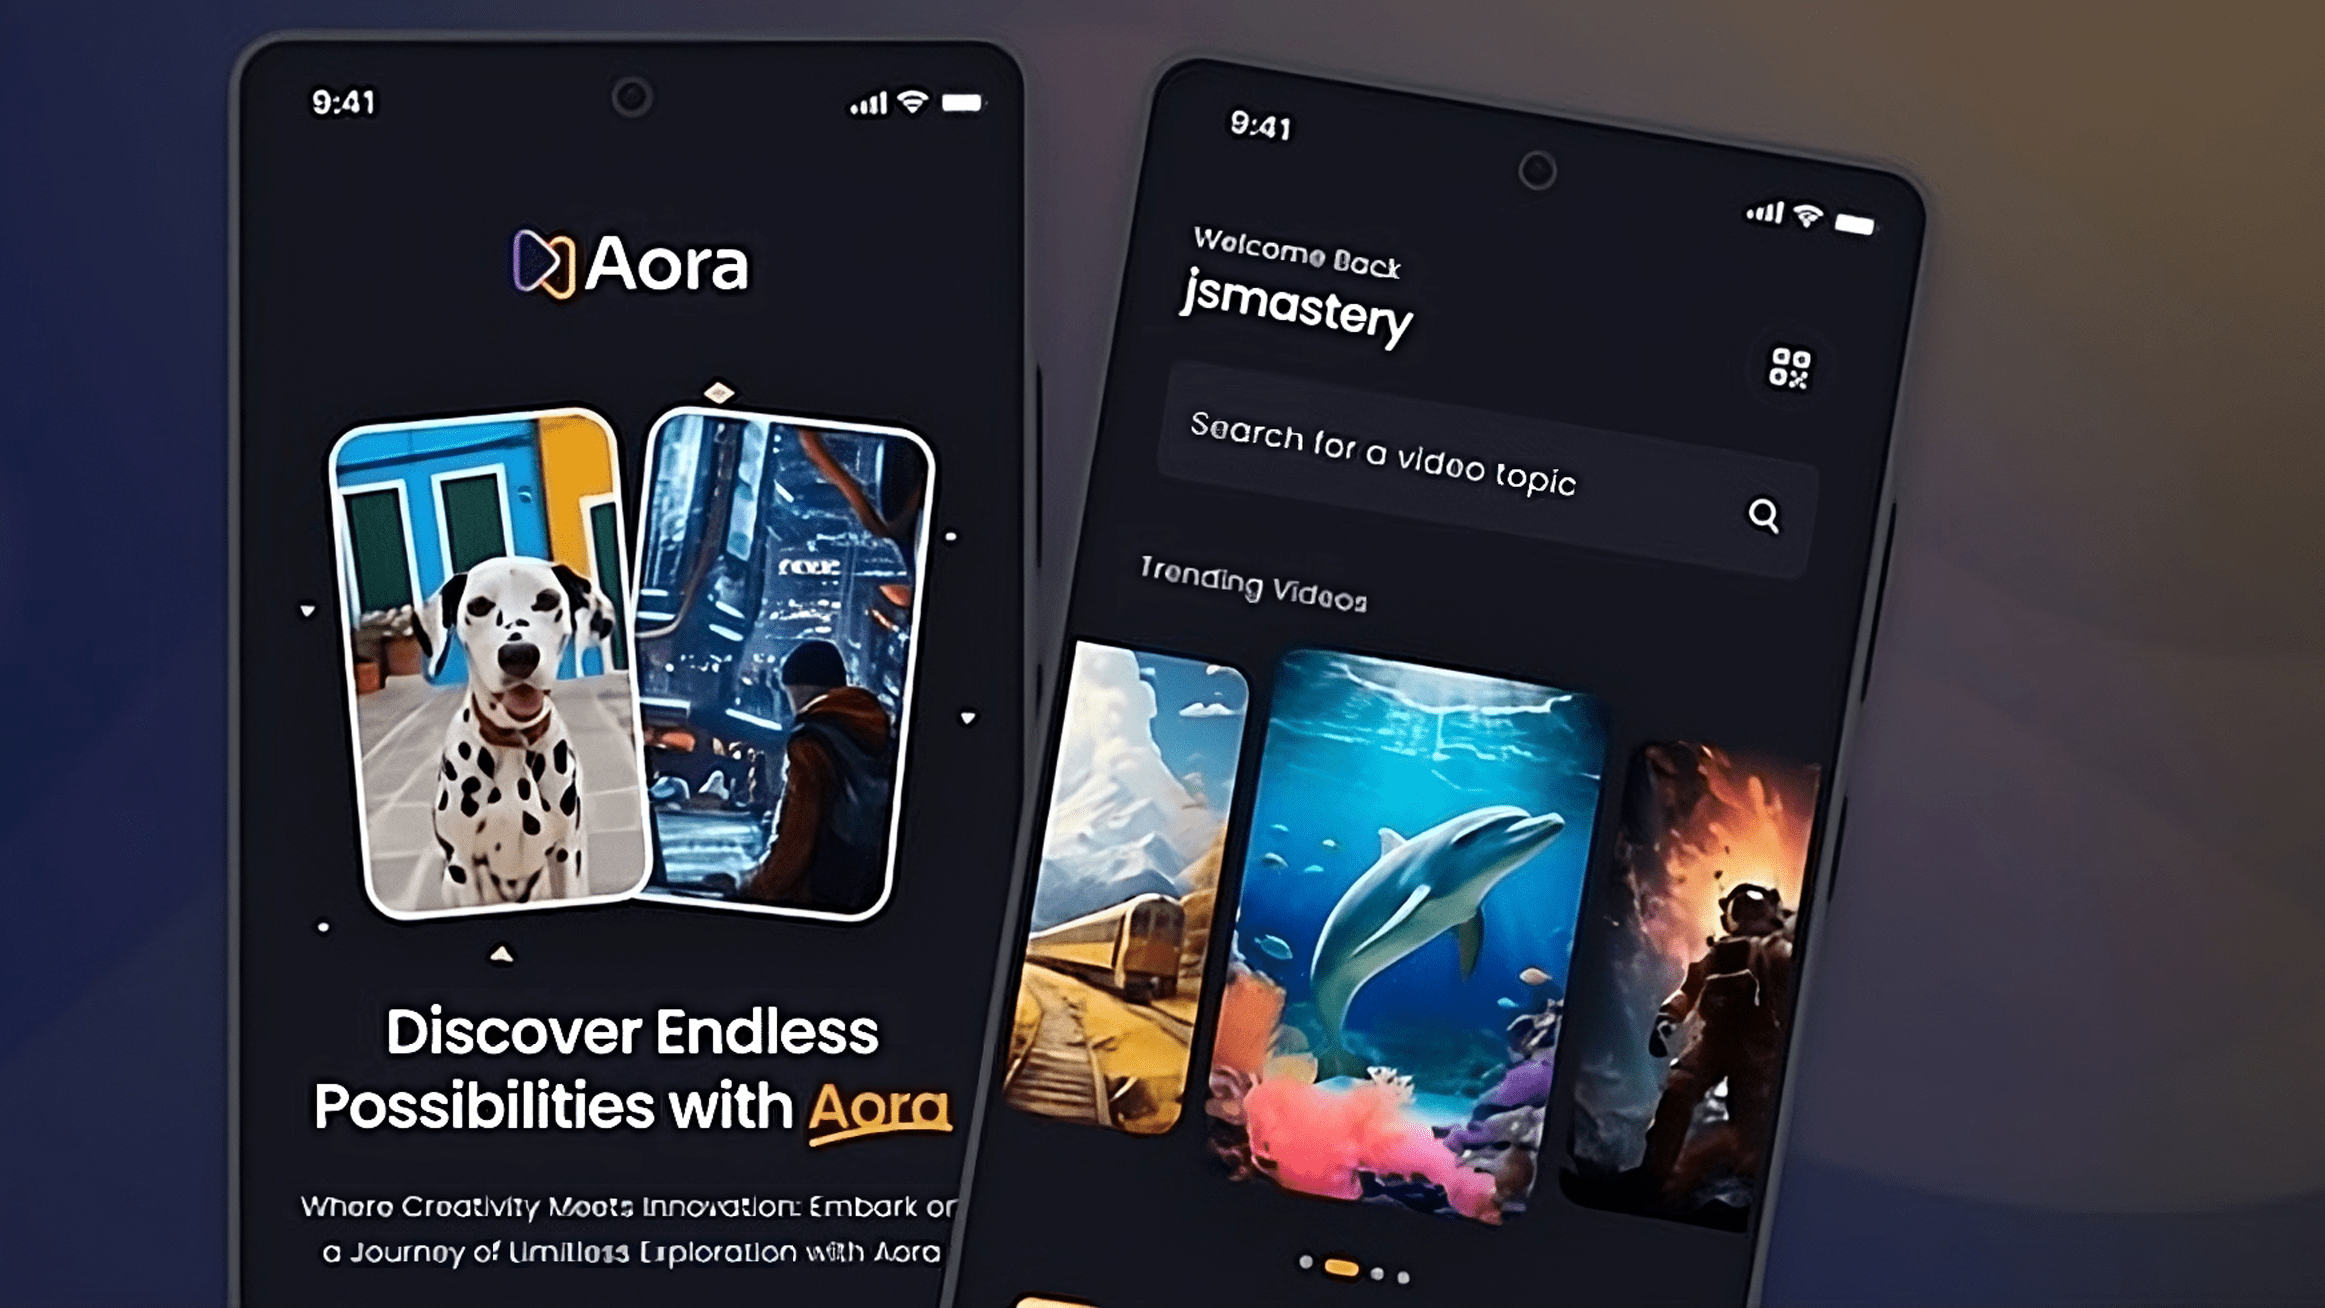 9:41
Aora
Discover Endless
Possibilities with Aora
Where Creativity Meets Innovation: Embark on
a Journey of Limitless Exploration with Aora
9:41
Welcome Back
jsmastery
Search for a video topic
Trending Videos